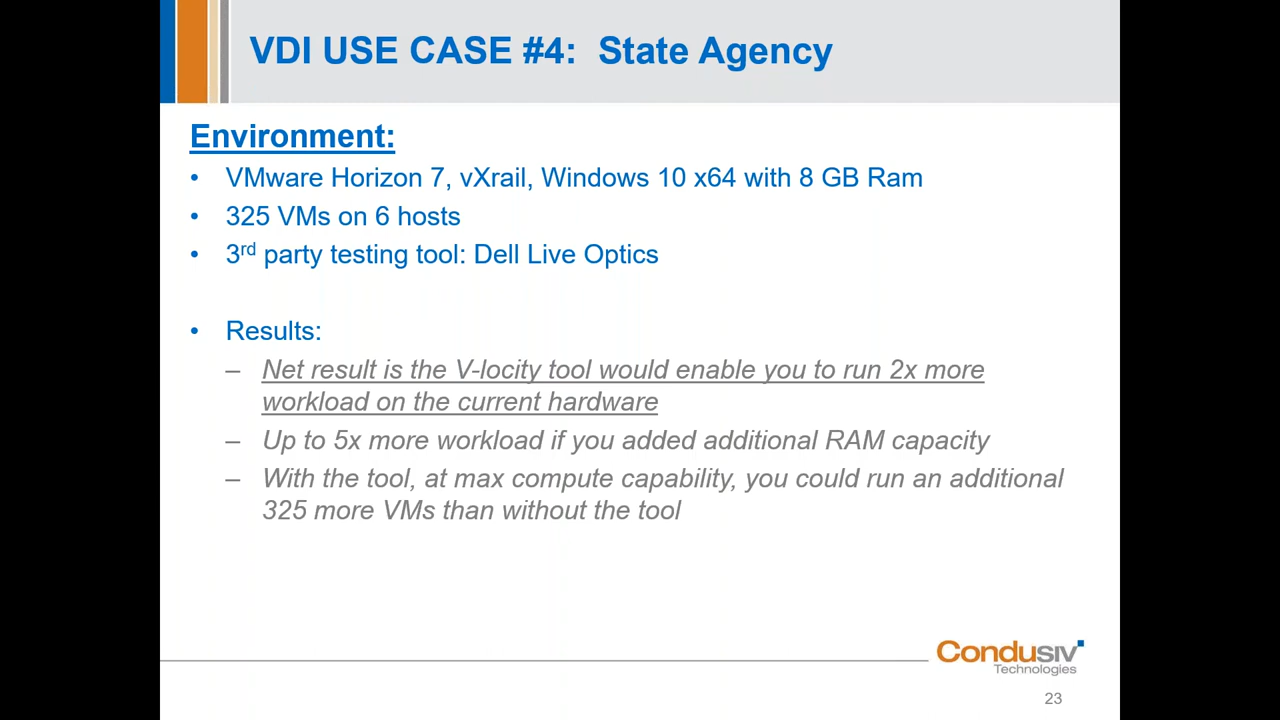 VDI USE CASE #4: State Agency
Environment:
• VMware Horizon 7, vXrail, Windows 10 x64 with 8 GB Ram
• 325 VMs on 6 hosts
• 3rd party testing tool: Dell Live Optics
• Results:
– Net result is the V-locity tool would enable you to run 2x more
workload on the current hardware
– Up to 5x more workload if you added additional RAM capacity
– With the tool, at max compute capability, you could run an additional
325 more VMs than without the tool
Condusiv
Technologies
23